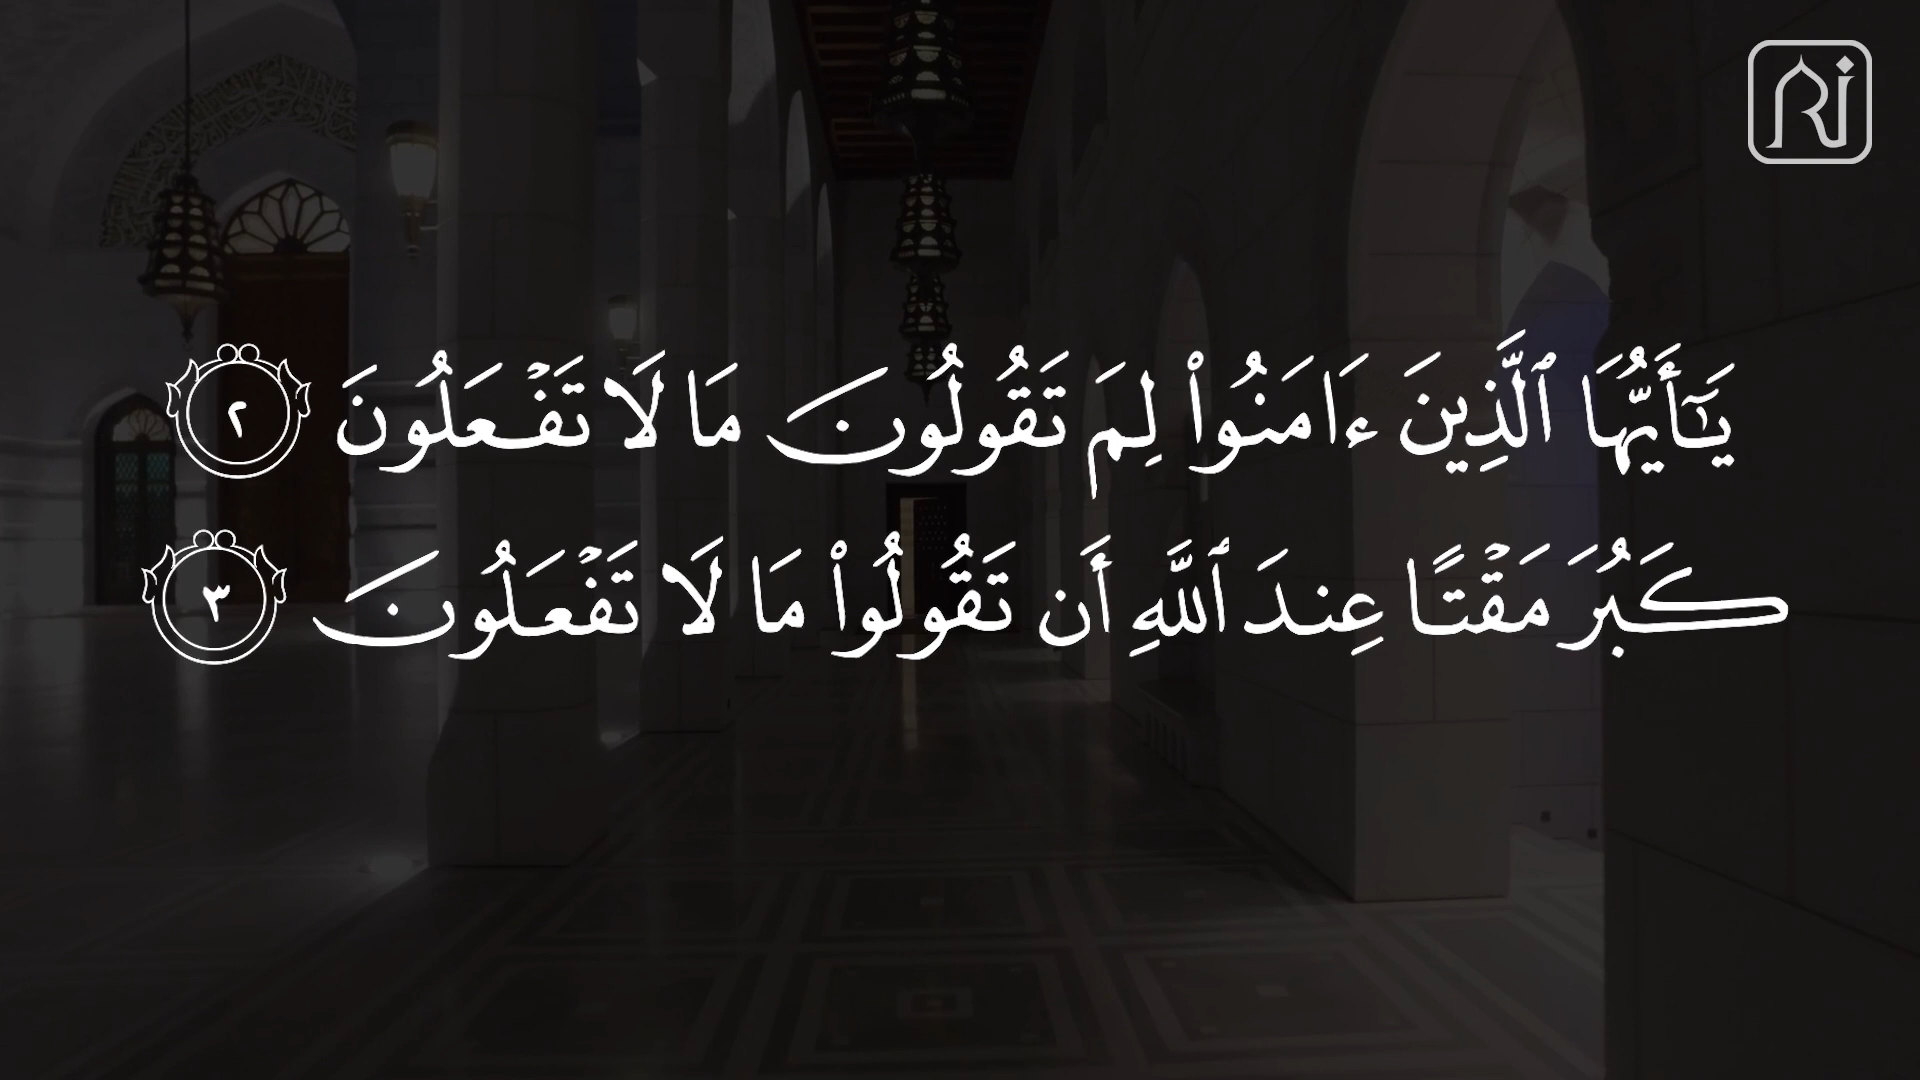 يَـٰٓأَيُّهَا ٱلَّذِينَ ءَامَنُوا۟ لِمَ تَقُولُونَ مَا لَا تَفْعَلُونَ ٢
كَبُرَ مَقْتًا عِندَ ٱللَّهِ أَن تَقُولُوا۟ مَا لَا تَفْعَلُونَ ٣